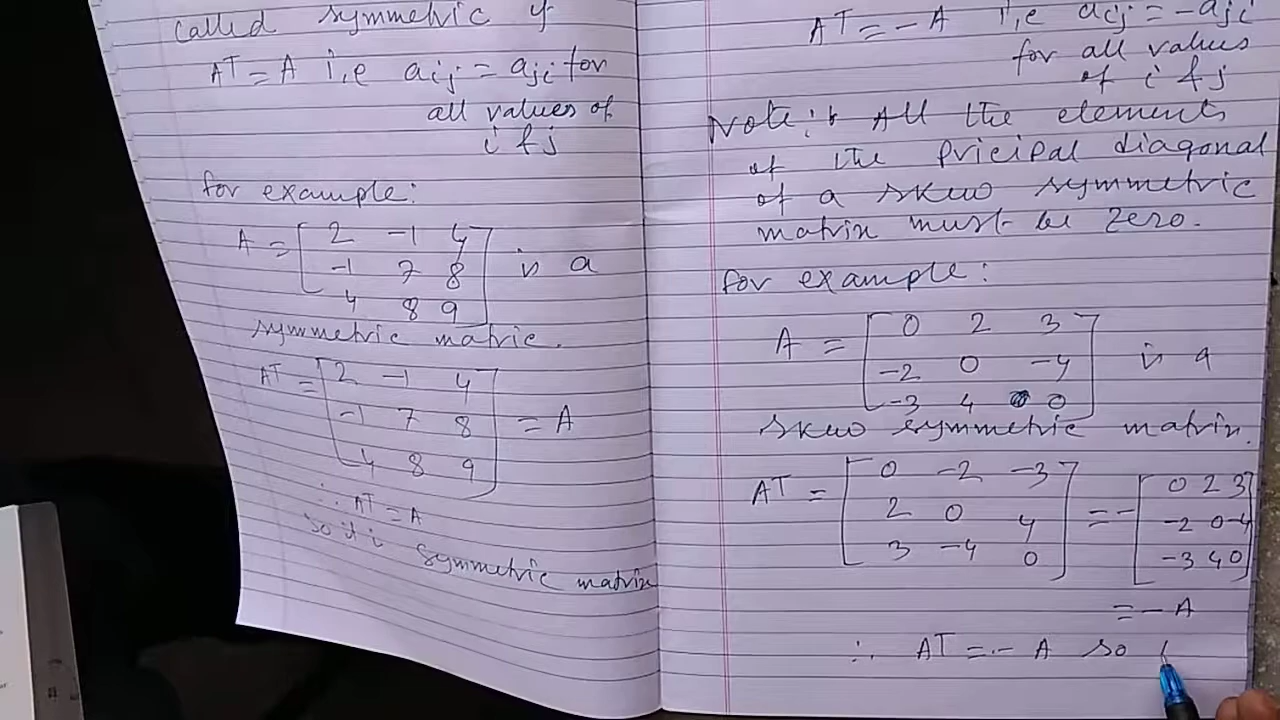 called symmetric if
AT = A i,e aij = aji for
all values of
i & j
for example:
A = [ 2 -1 4
-1 7 8
4 8 9 ] is a
symmetric matric.
AT = [ 2 -1 4
-1 7 8
4 8 9 ] = A
∴ AT = A
so it i symmetric matrix
AT = -A i,e aij = -aji
for all values
of i & j
Note :- All the elements
of the pricipal diagonal
of a skew symmetric
matrix must be zero.
for example:
A = [ 0 2 3
-2 0 -4
-3 4 0 ] is a
skew symmetric matrix.
AT = [ 0 -2 -3
2 0 4
3 -4 0 ] = - [ 0 2 3
-2 0 -4
-3 4 0 ]
= - A
∴ AT = - A so